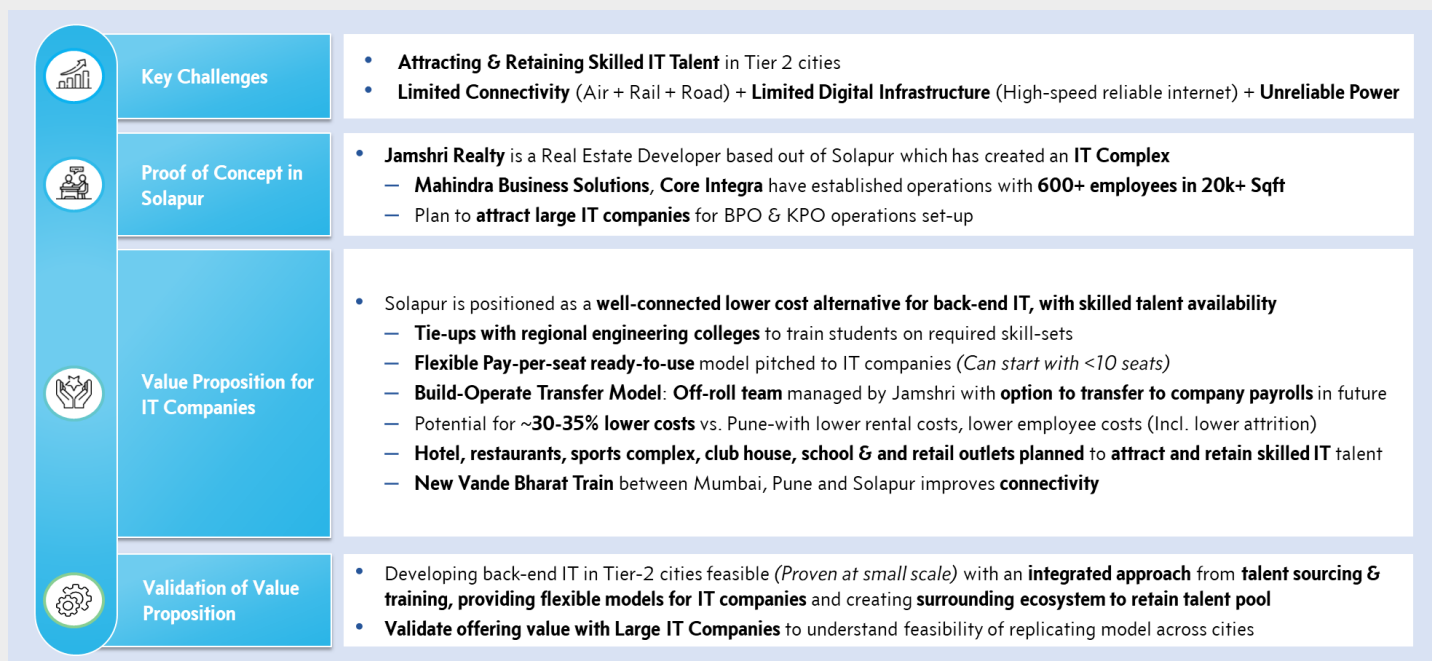 Key Challenges
• Attracting & Retaining Skilled IT Talent in Tier 2 cities
• Limited Connectivity (Air + Rail + Road) + Limited Digital Infrastructure (High-speed reliable internet) + Unreliable Power
Proof of Concept in
Solapur
• Jamshri Realty is a Real Estate Developer based out of Solapur which has created an IT Complex
– Mahindra Business Solutions, Core Integra have established operations with 600+ employees in 20k+ Sqft
– Plan to attract large IT companies for BPO & KPO operations set-up
Value Proposition for
IT Companies
• Solapur is positioned as a well-connected lower cost alternative for back-end IT, with skilled talent availability
– Tie-ups with regional engineering colleges to train students on required skill-sets
– Flexible Pay-per-seat ready-to-use model pitched to IT companies (Can start with <10 seats)
– Build-Operate Transfer Model: Off-roll team managed by Jamshri with option to transfer to company payrolls in future
– Potential for ~30-35% lower costs vs. Pune-with lower rental costs, lower employee costs (Incl. lower attrition)
– Hotel, restaurants, sports complex, club house, school & and retail outlets planned to attract and retain skilled IT talent
– New Vande Bharat Train between Mumbai, Pune and Solapur improves connectivity
Validation of Value
Proposition
• Developing back-end IT in Tier-2 cities feasible (Proven at small scale) with an integrated approach from talent sourcing &
training, providing flexible models for IT companies and creating surrounding ecosystem to retain talent pool
• Validate offering value with Large IT Companies to understand feasibility of replicating model across cities